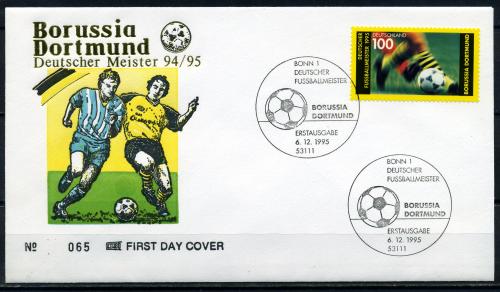 Borussia
Dortmund
Deutscher Meister 94/95
Nº 065 FIRST DAY COVER
DEUTSCHER
FUSSBALLMEISTER 1995
DEUTSCHLAND
100
BORUSSIA DORTMUND
BONN 1
DEUTSCHER
FUSSBALLMEISTER
BORUSSIA
DORTMUND
ERSTAUSGABE
6. 12. 1995
53111
BONN 1
DEUTSCHER
FUSSBALLMEISTER
BORUSSIA
DORTMUND
ERSTAUSGABE
6. 12. 1995
53111